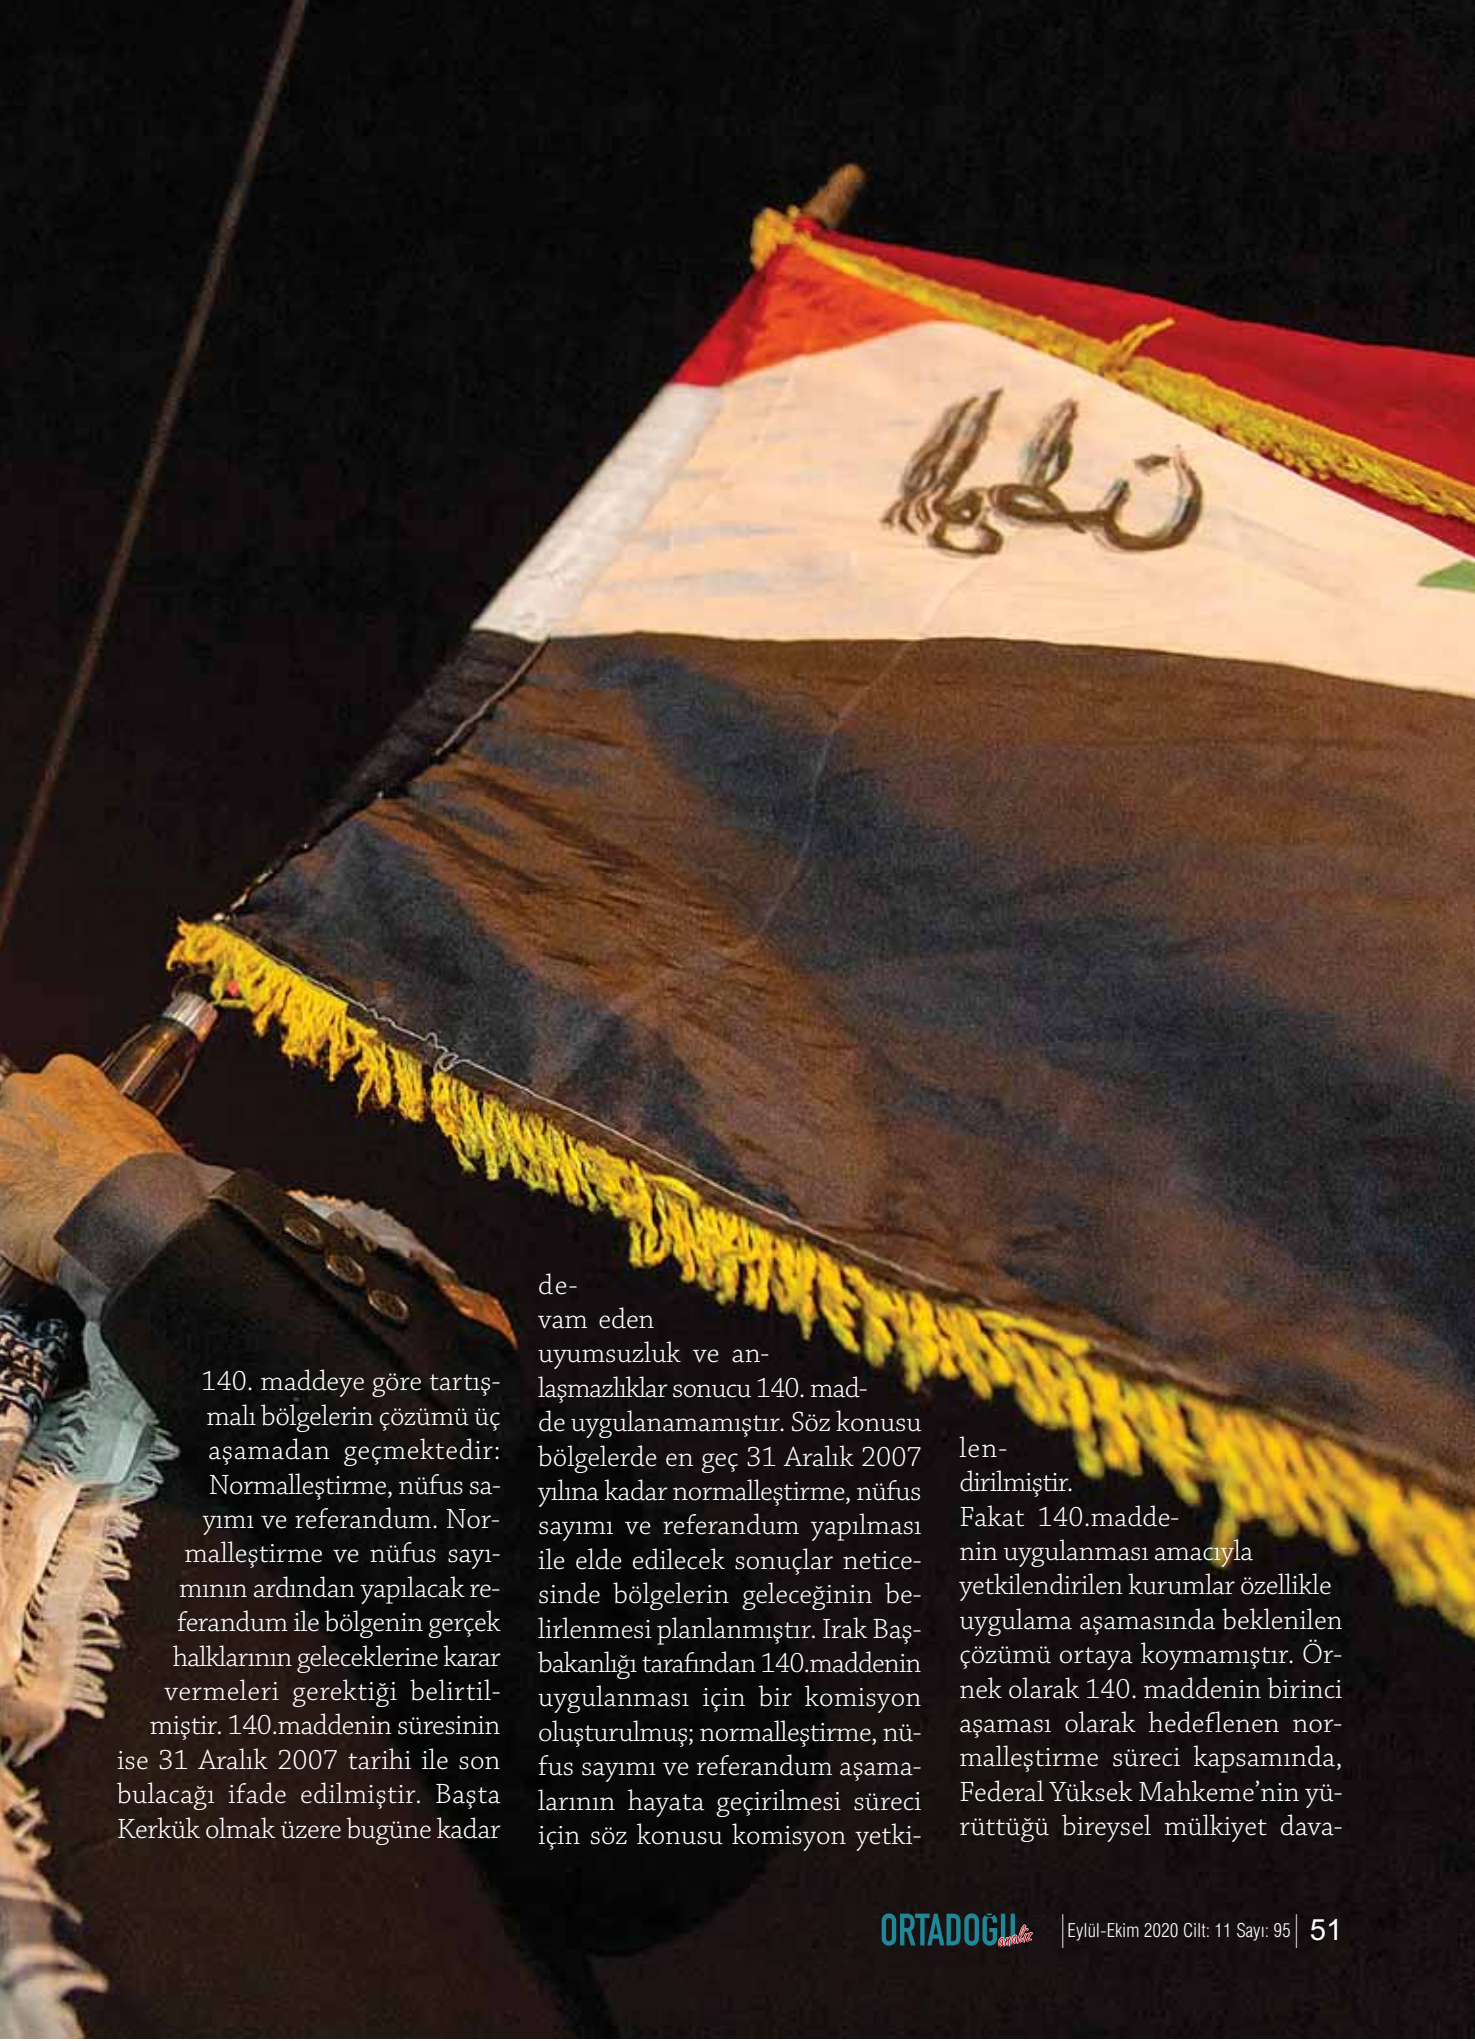 140. maddeye göre tartış-
malı bölgelerin çözümü üç
aşamadan geçmektedir:
Normalleştirme, nüfus sa-
yımı ve referandum. Nor-
malleştirme ve nüfus sayı-
mının ardından yapılacak re-
ferandum ile bölgenin gerçek
halklarının geleceklerine karar
vermeleri gerektiği belirtil-
miştir. 140.maddenin süresinin
ise 31 Aralık 2007 tarihi ile son
bulacağı ifade edilmiştir. Başta
Kerkük olmak üzere bugüne kadar
de-
vam eden
uyumsuzluk ve an-
laşmazlıklar sonucu 140. mad-
de uygulanamamıştır. Söz konusu
bölgelerde en geç 31 Aralık 2007
yılına kadar normalleştirme, nüfus
sayımı ve referandum yapılması
ile elde edilecek sonuçlar netice-
sinde bölgelerin geleceğinin be-
lirlenmesi planlanmıştır. Irak Baş-
bakanlığı tarafından 140.maddenin
uygulanması için bir komisyon
oluşturulmuş; normalleştirme, nü-
fus sayımı ve referandum aşama-
larının hayata geçirilmesi süreci
için söz konusu komisyon yetki-
len-
dirilmiştir.
Fakat 140.madde-
nin uygulanması amacıyla
yetkilendirilen kurumlar özellikle
uygulama aşamasında beklenilen
çözümü ortaya koymamıştır. Ör-
nek olarak 140. maddenin birinci
aşaması olarak hedeflenen nor-
malleştirme süreci kapsamında,
Federal Yüksek Mahkeme’nin yü-
rüttüğü bireysel mülkiyet dava-
ORTADOĞU analiz
Eylül-Ekim 2020 Cilt: 11 Sayı: 95 51